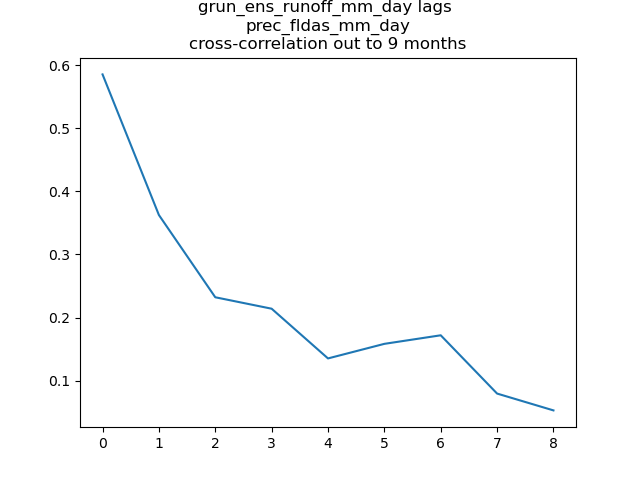 grun_ens_runoff_mm_day lags
prec_fldas_mm_day
cross-correlation out to 9 months
0.6
0.5
0.4
0.3
0.2
0.1
0 1 2 3 4 5 6 7 8